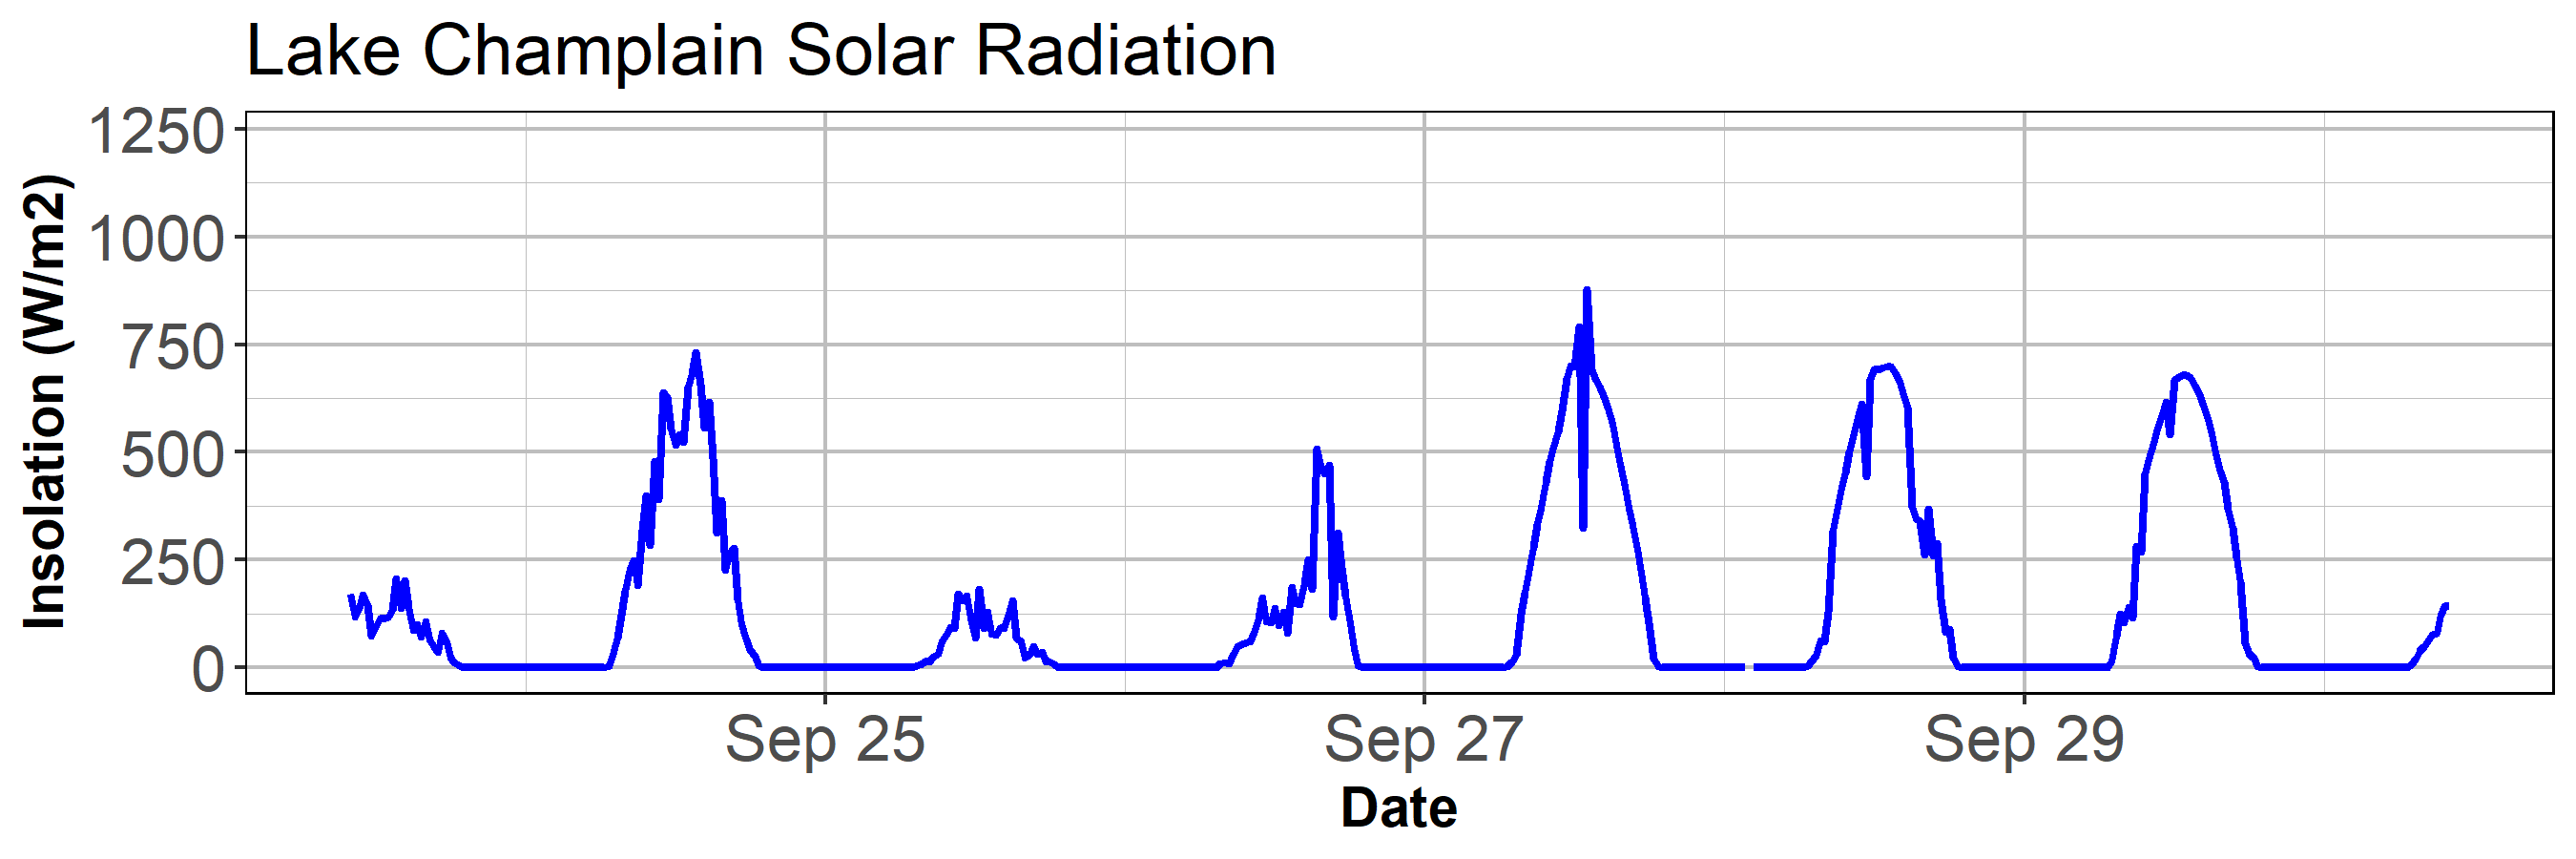 Lake Champlain Solar Radiation
Insolation (W/m2)
1250
1000
750
500
250
0
Sep 25
Sep 27
Sep 29
Date